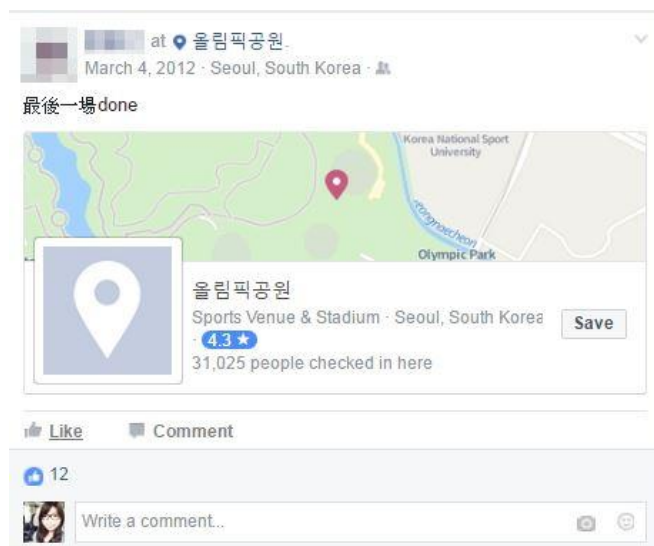 at 올림픽공원.
March 4, 2012 · Seoul, South Korea ·
最後一場done
Korea National Sport
University
Olympic Park
올림픽공원
Sports Venue & Stadium · Seoul, South Korea
· 4.3 ★
Save
31,025 people checked in here
Like Comment
12
Write a comment...